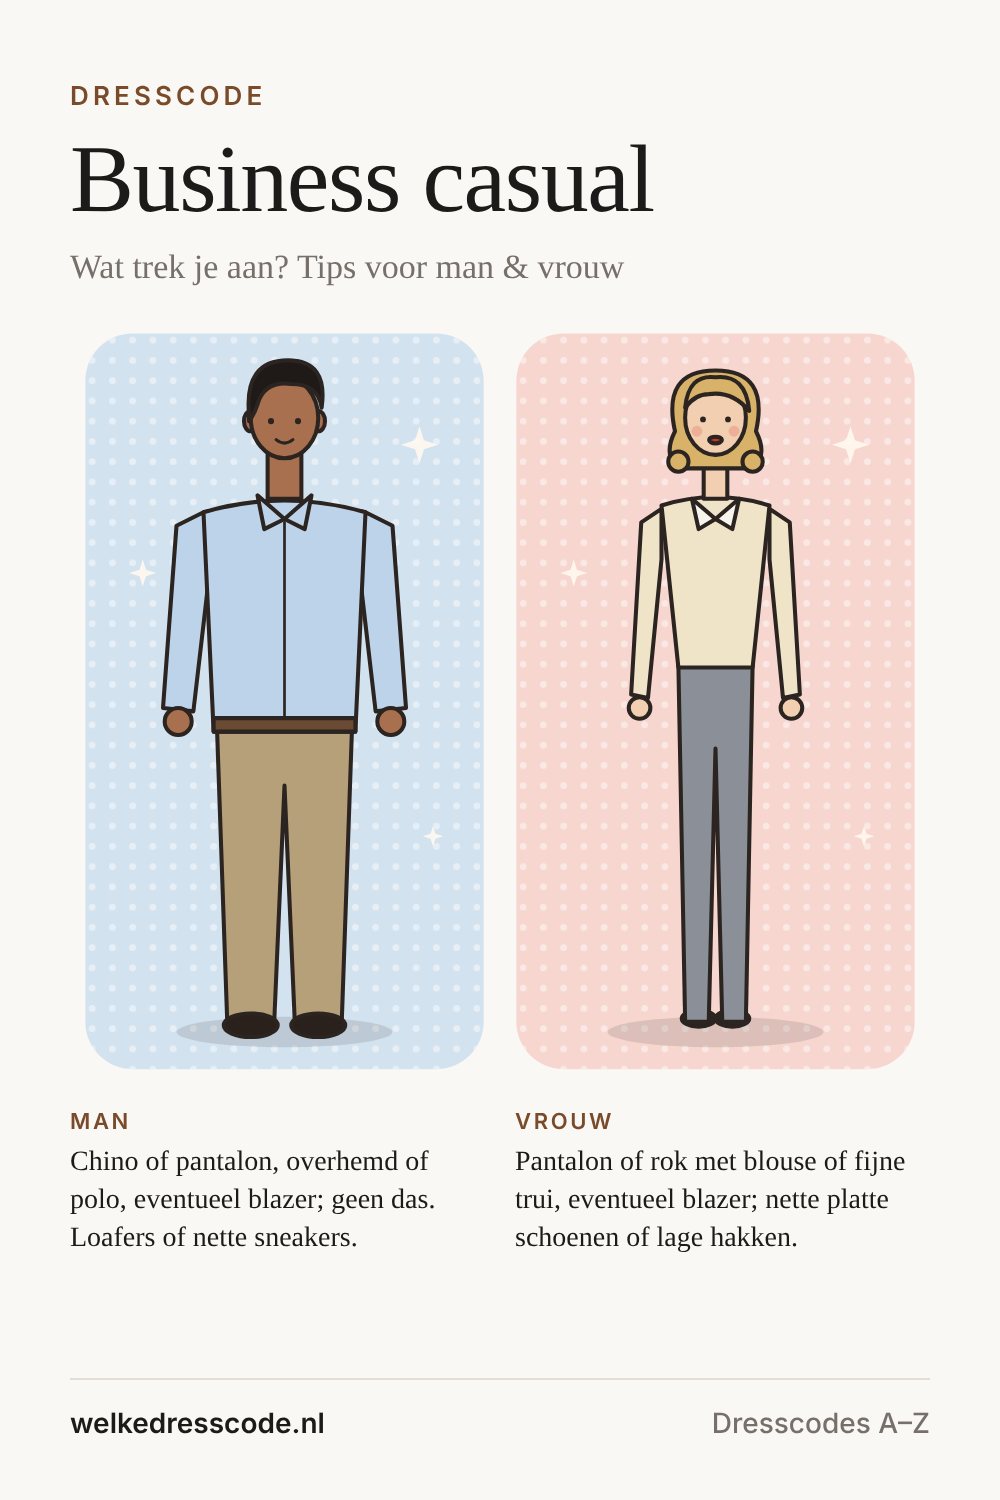 DRESSCODE
Business casual
Wat trek je aan? Tips voor man & vrouw
MAN
Chino of pantalon, overhemd of
polo, eventueel blazer; geen das.
Loafers of nette sneakers.
VROUW
Pantalon of rok met blouse of fijne
trui, eventueel blazer; nette platte
schoenen of lage hakken.
welkedresscode.nl
Dresscodes A–Z